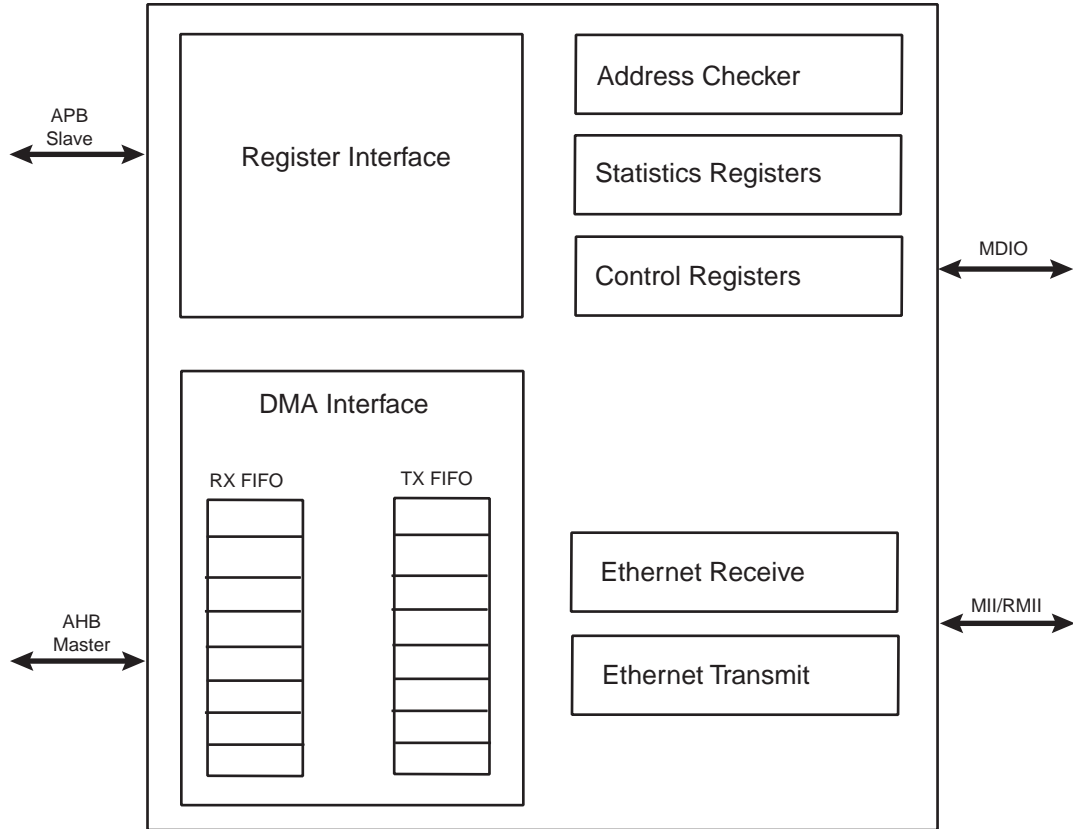 APB
Slave
Register Interface
Address Checker
Statistics Registers
Control Registers
MDIO
DMA Interface
RX FIFO
TX FIFO
AHB
Master
Ethernet Receive
Ethernet Transmit
MII/RMII